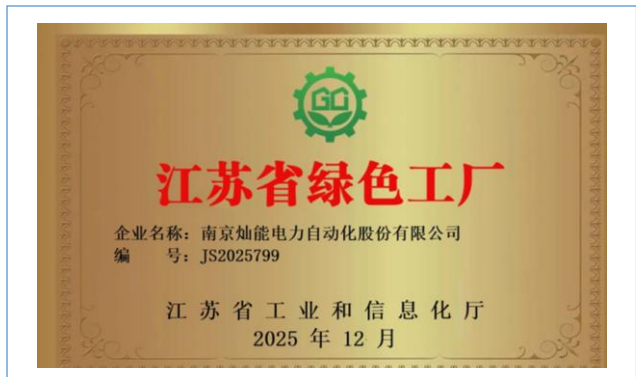 江苏省绿色工厂
企业名称：南京灿能电力自动化股份有限公司
编　　号：JS2025799
江苏省工业和信息化厅
2025 年 12 月